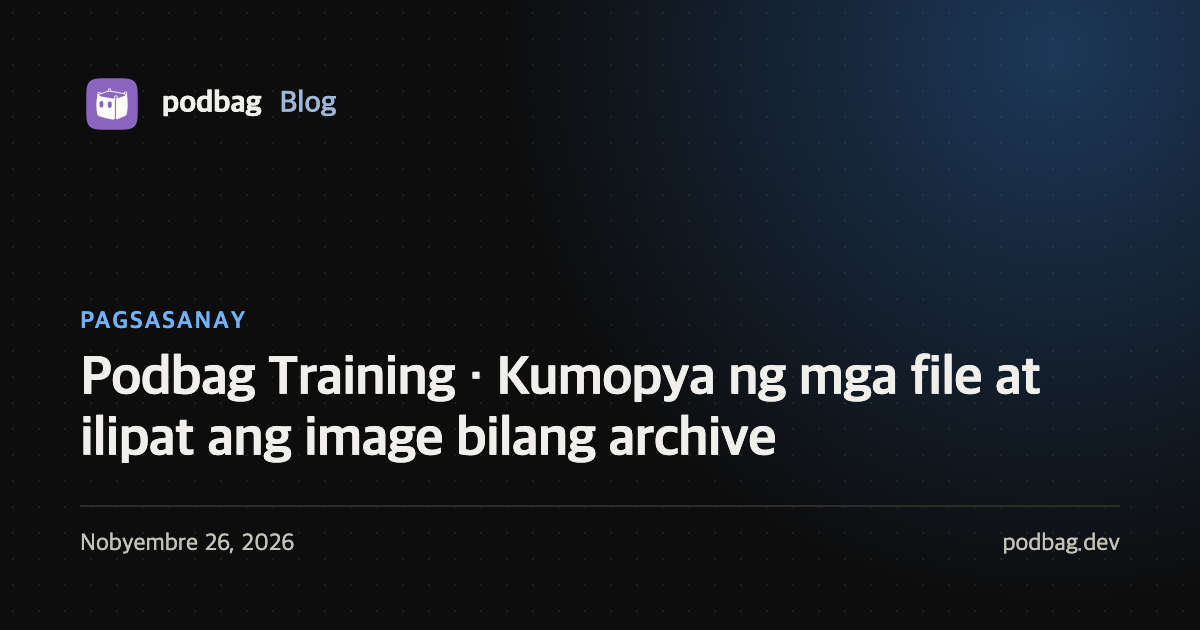 podbag Blog
PAGSASANAY
Podbag Training · Kumopya ng mga file at
ilipat ang image bilang archive
Nobyembre 26, 2026
podbag.dev